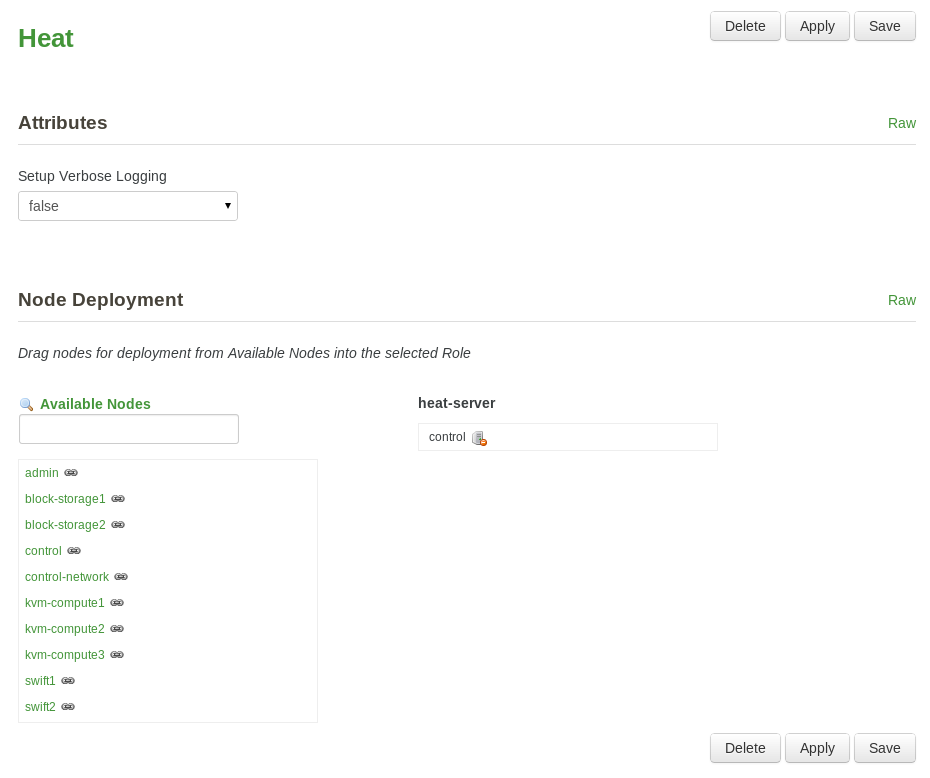 Heat
Delete Apply Save
Attributes
Raw
Setup Verbose Logging
false
Node Deployment
Raw
Drag nodes for deployment from Available Nodes into the selected Role
Available Nodes
admin
block-storage1
block-storage2
control
control-network
kvm-compute1
kvm-compute2
kvm-compute3
swift1
swift2
heat-server
control
Delete Apply Save